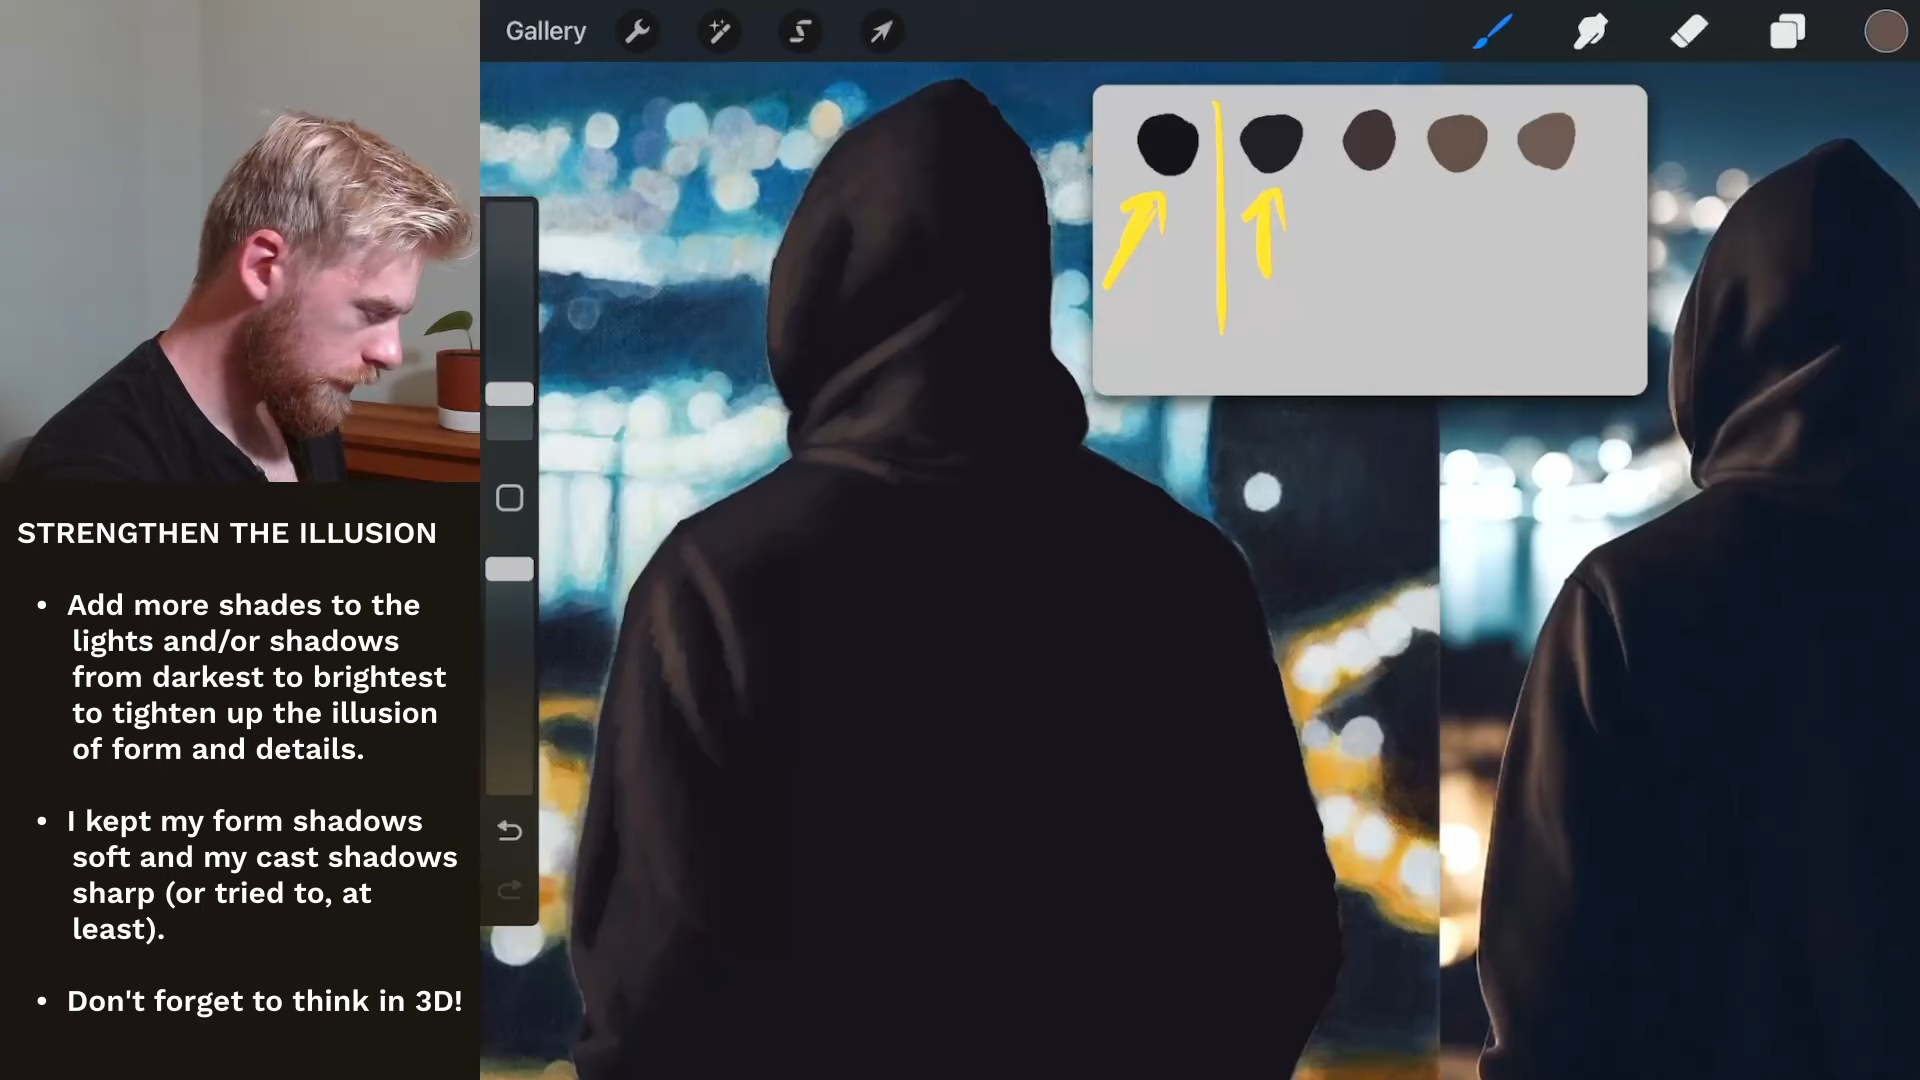 Gallery
STRENGTHEN THE ILLUSION
• Add more shades to the
lights and/or shadows
from darkest to brightest
to tighten up the illusion
of form and details.
• I kept my form shadows
soft and my cast shadows
sharp (or tried to, at
least).
• Don't forget to think in 3D!